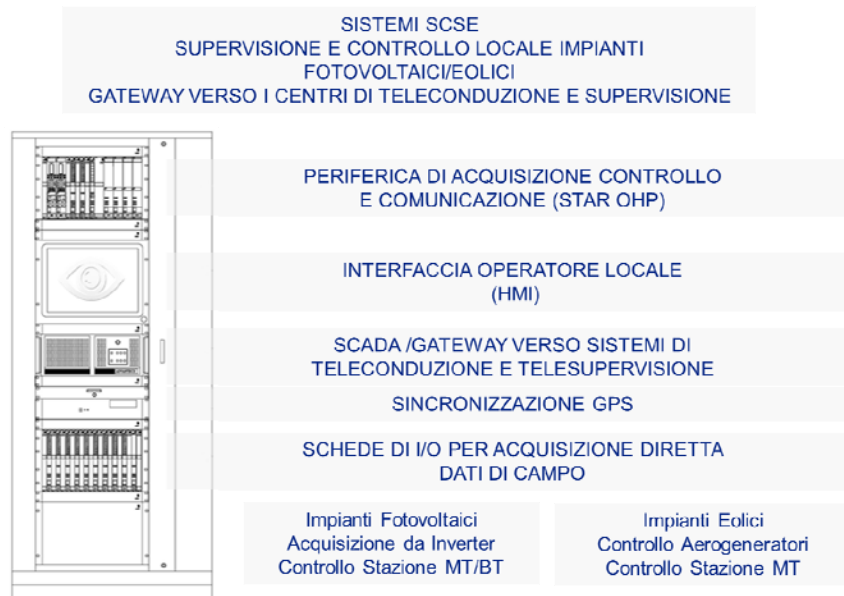 SISTEMI SCSE
SUPERVISIONE E CONTROLLO LOCALE IMPIANTI
FOTOVOLTAICI/EOLICI
GATEWAY VERSO I CENTRI DI TELECONDUZIONE E SUPERVISIONE
PERIFERICA DI ACQUISIZIONE CONTROLLO
E COMUNICAZIONE (STAR OHP)
INTERFACCIA OPERATORE LOCALE
(HMI)
SCADA /GATEWAY VERSO SISTEMI DI
TELECONDUZIONE E TELESUPERVISIONE
SINCRONIZZAZIONE GPS
SCHEDE DI I/O PER ACQUISIZIONE DIRETTA
DATI DI CAMPO
Impianti Fotovoltaici
Acquisizione da Inverter
Controllo Stazione MT/BT
Impianti Eolici
Controllo Aerogeneratori
Controllo Stazione MT